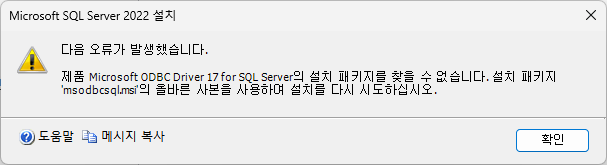 Microsoft SQL Server 2022 설치
다음 오류가 발생했습니다.
제품 Microsoft ODBC Driver 17 for SQL Server의 설치 패키지를 찾을 수 없습니다. 설치 패키지
'msodbcsql.msi'의 올바른 사본을 사용하여 설치를 다시 시도하십시오.
도움말 메시지 복사
확인